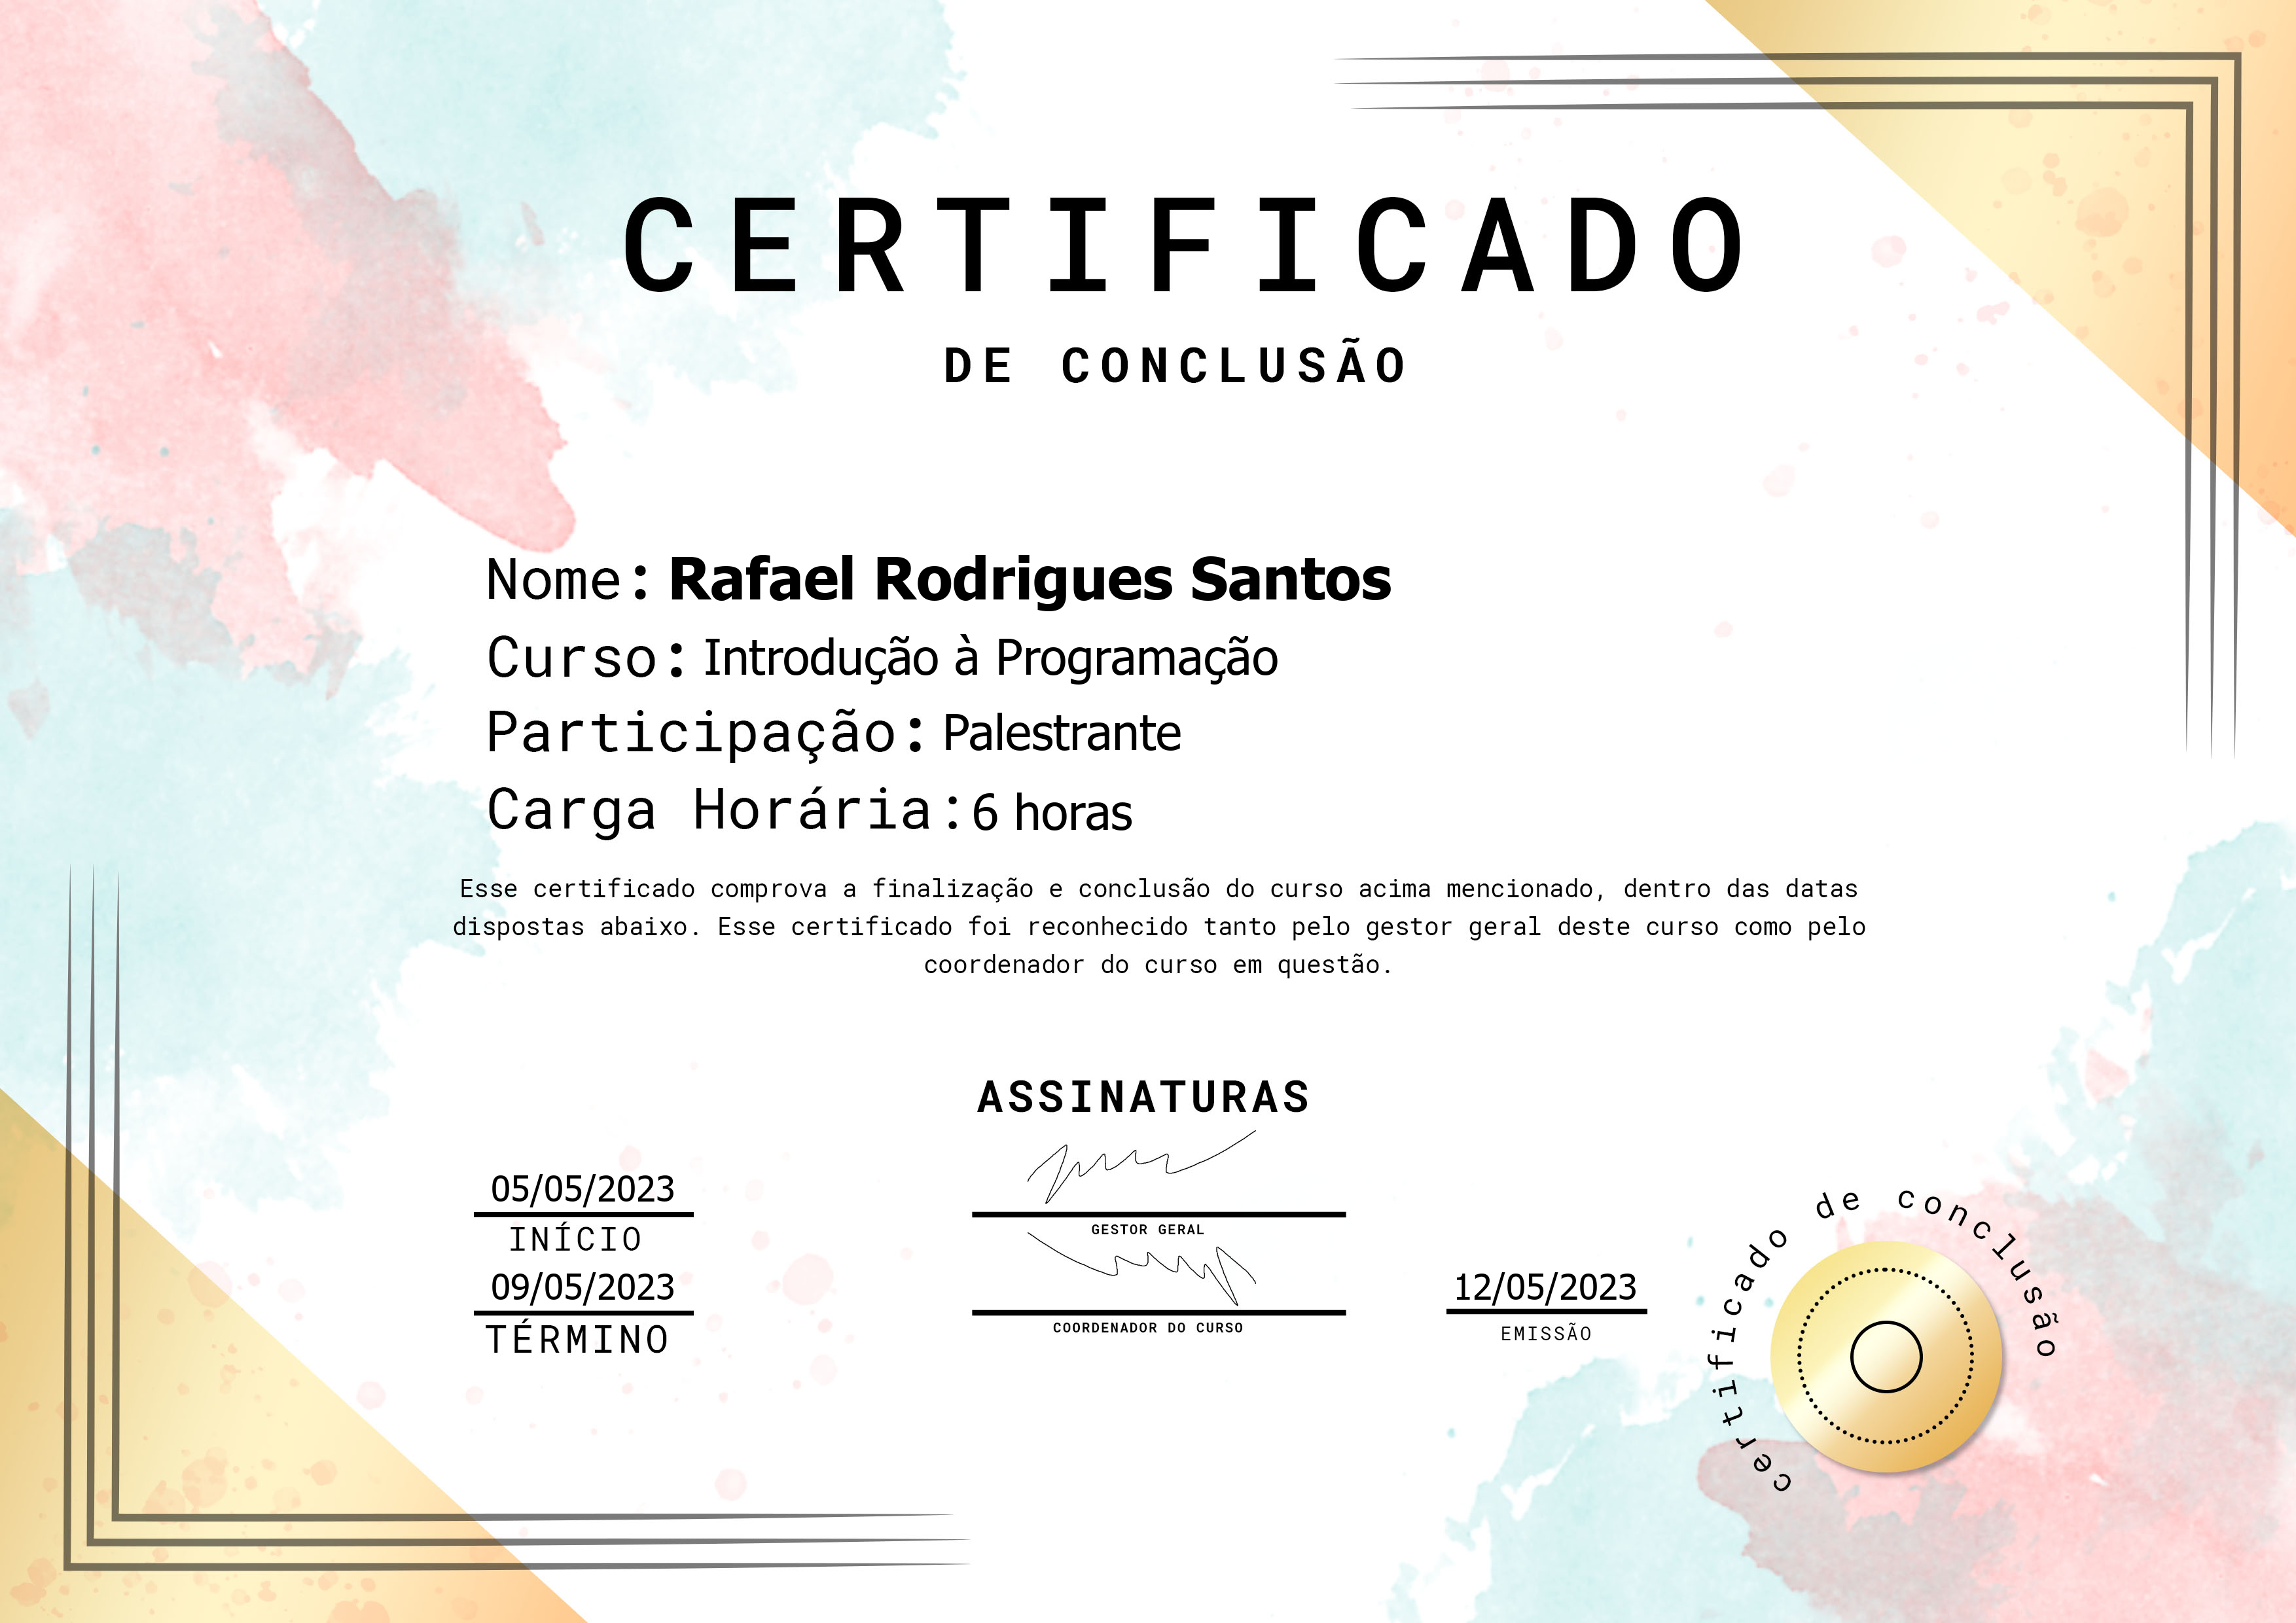 CERTIFICADO
DE CONCLUSÃO
Nome: Rafael Rodrigues Santos
Curso: Introdução à Programação
Participação: Palestrante
Carga Horária: 6 horas
Esse certificado comprova a finalização e conclusão do curso acima mencionado, dentro das datas
dispostas abaixo. Esse certificado foi reconhecido tanto pelo gestor geral deste curso como pelo
coordenador do curso em questão.
ASSINATURAS
05/05/2023
INÍCIO
09/05/2023
TÉRMINO
GESTOR GERAL
COORDENADOR DO CURSO
12/05/2023
EMISSÃO
certificado de conclusão